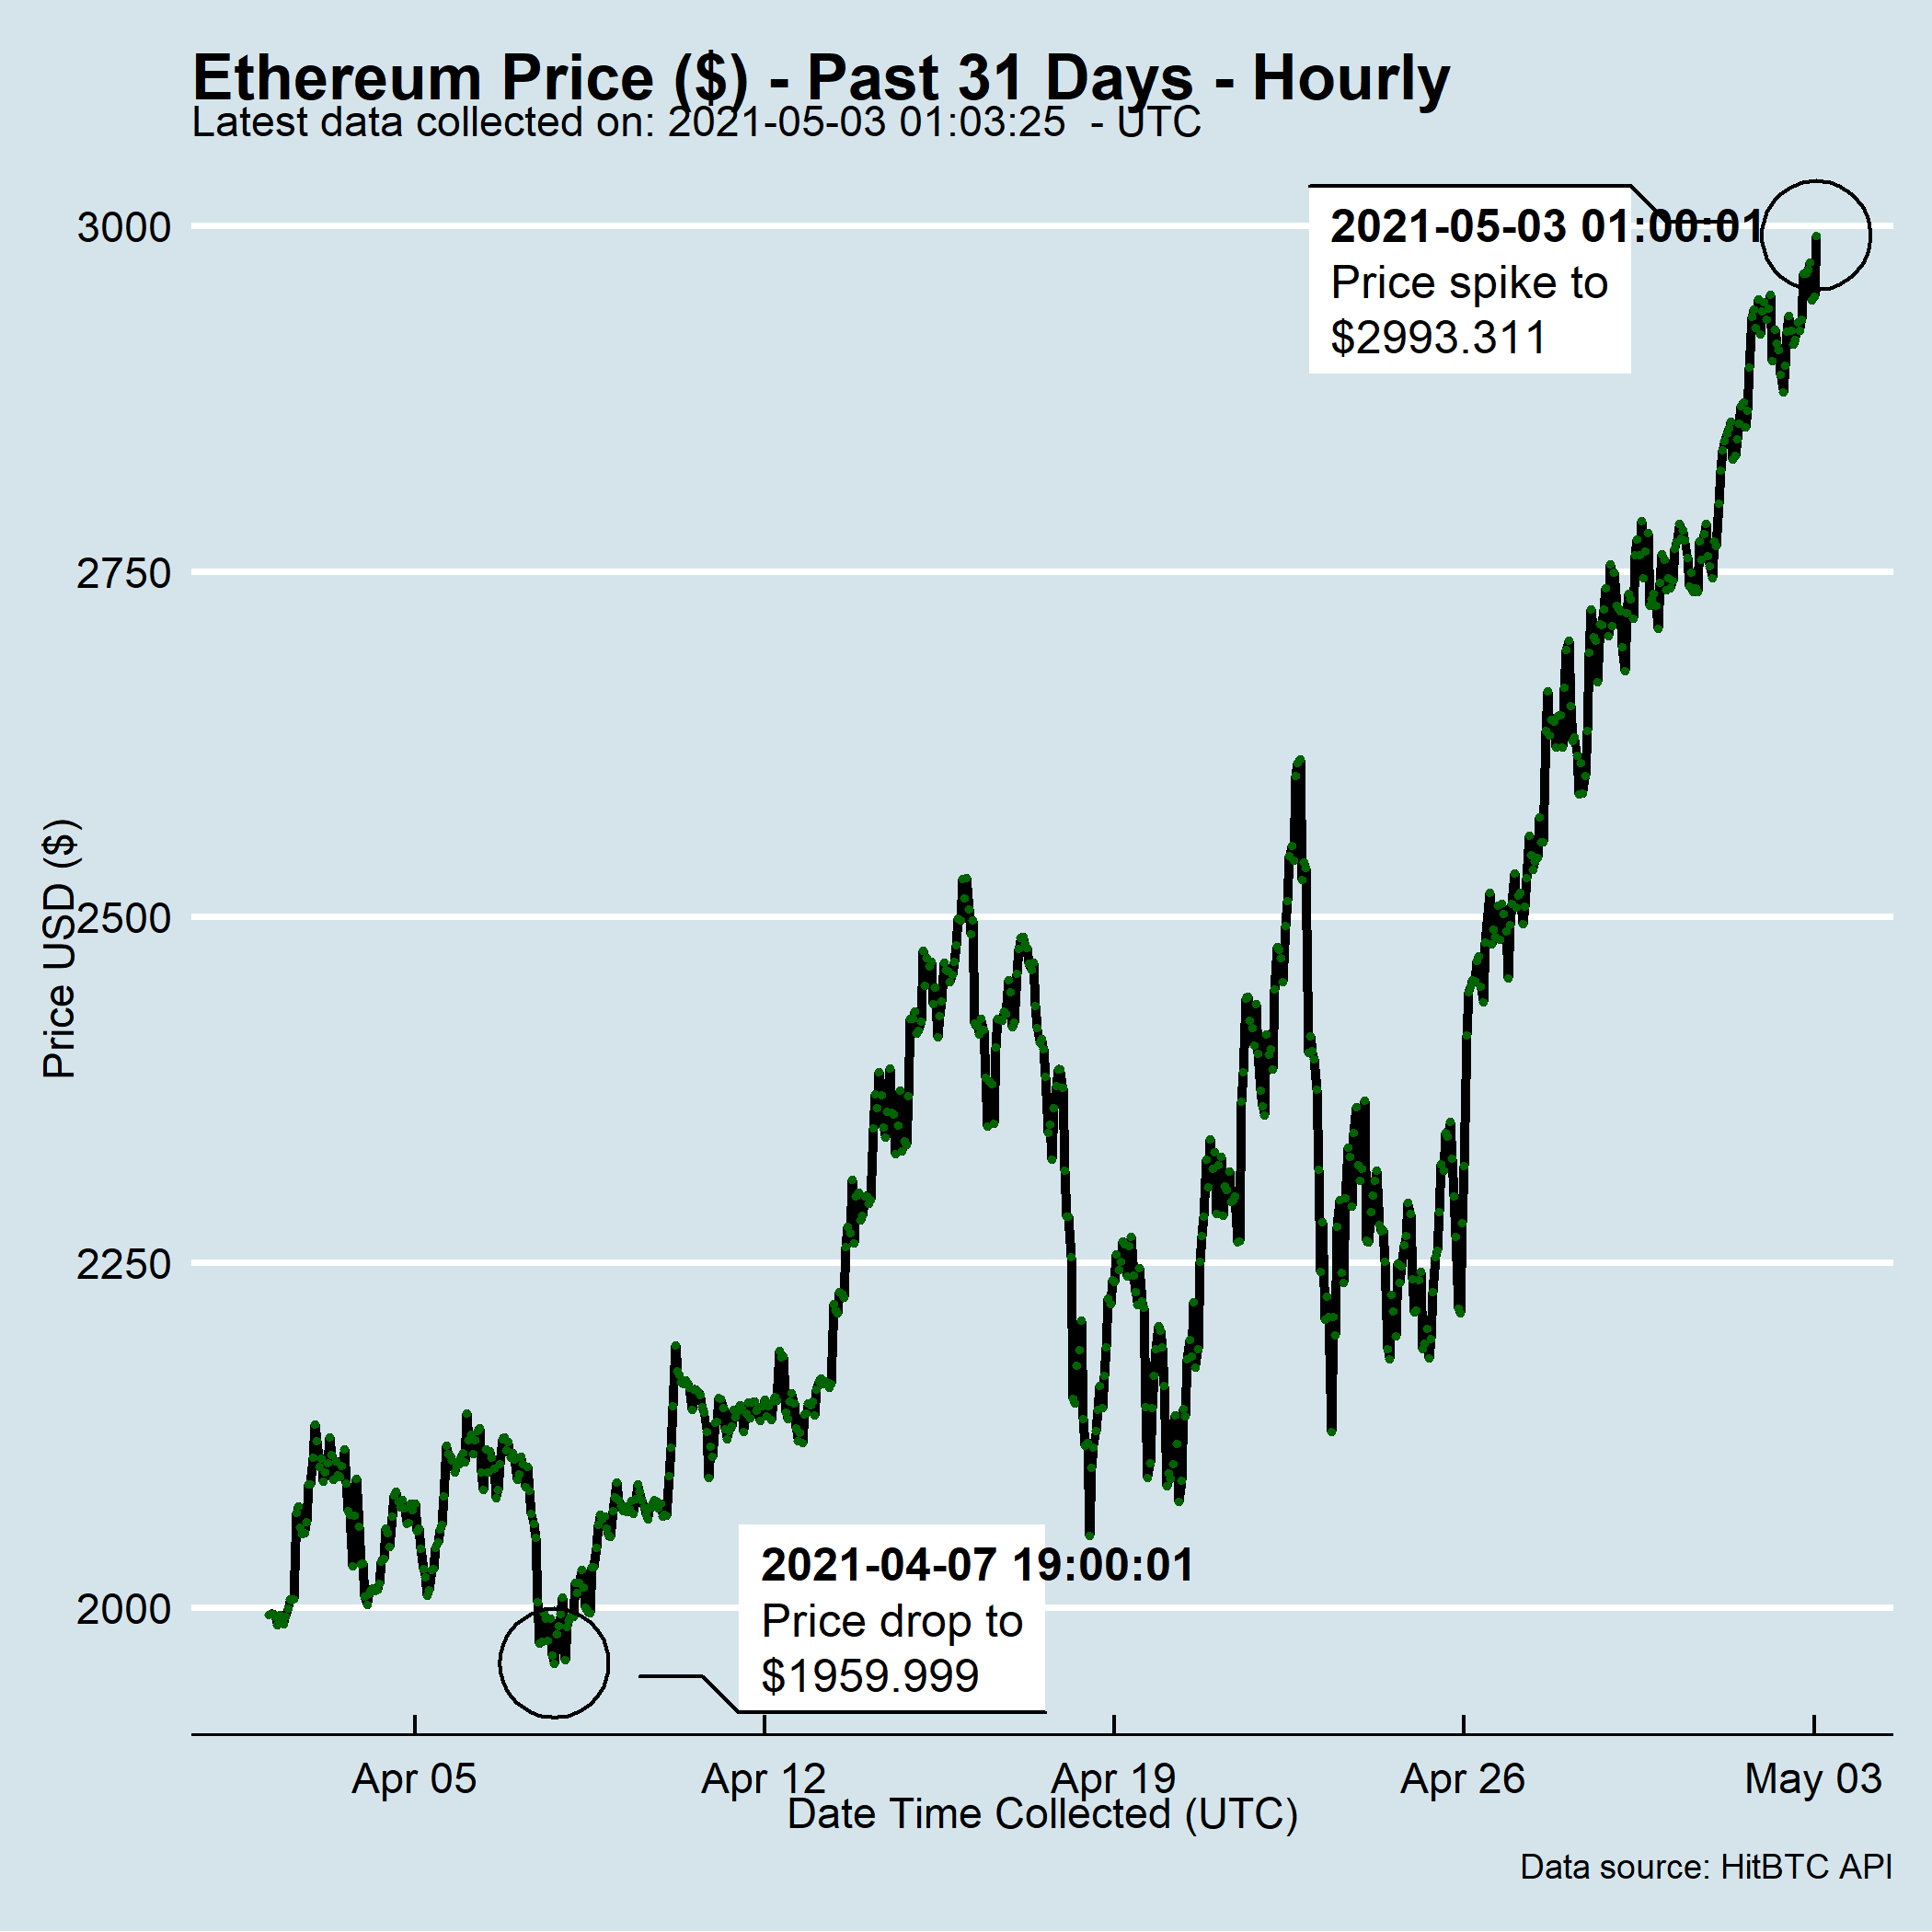 Ethereum Price ($) - Past 31 Days - Hourly
Latest data collected on: 2021-05-03 01:03:25  - UTC
2021-05-03 01:00:01
Price spike to
$2993.311
3000
2750
2500
2250
2000
Price USD ($)
2021-04-07 19:00:01
Price drop to
$1959.999
Apr 05
Apr 12
Apr 19
Apr 26
May 03
Date Time Collected (UTC)
Data source: HitBTC API